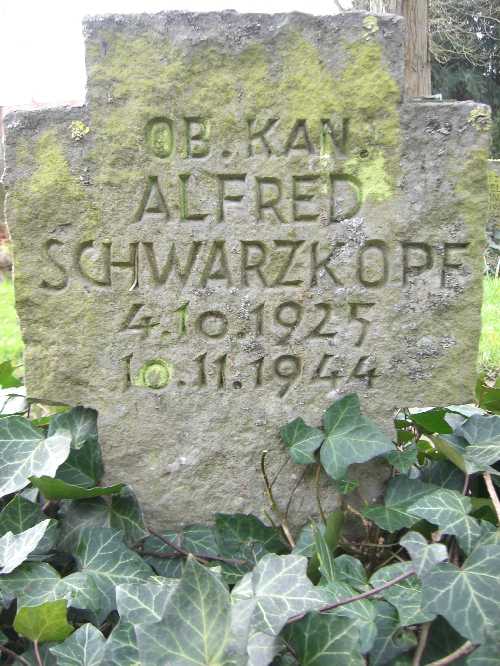 OB. KAN.
ALFRED
SCHWARZKOPF
4.10.1925
10.11.1944